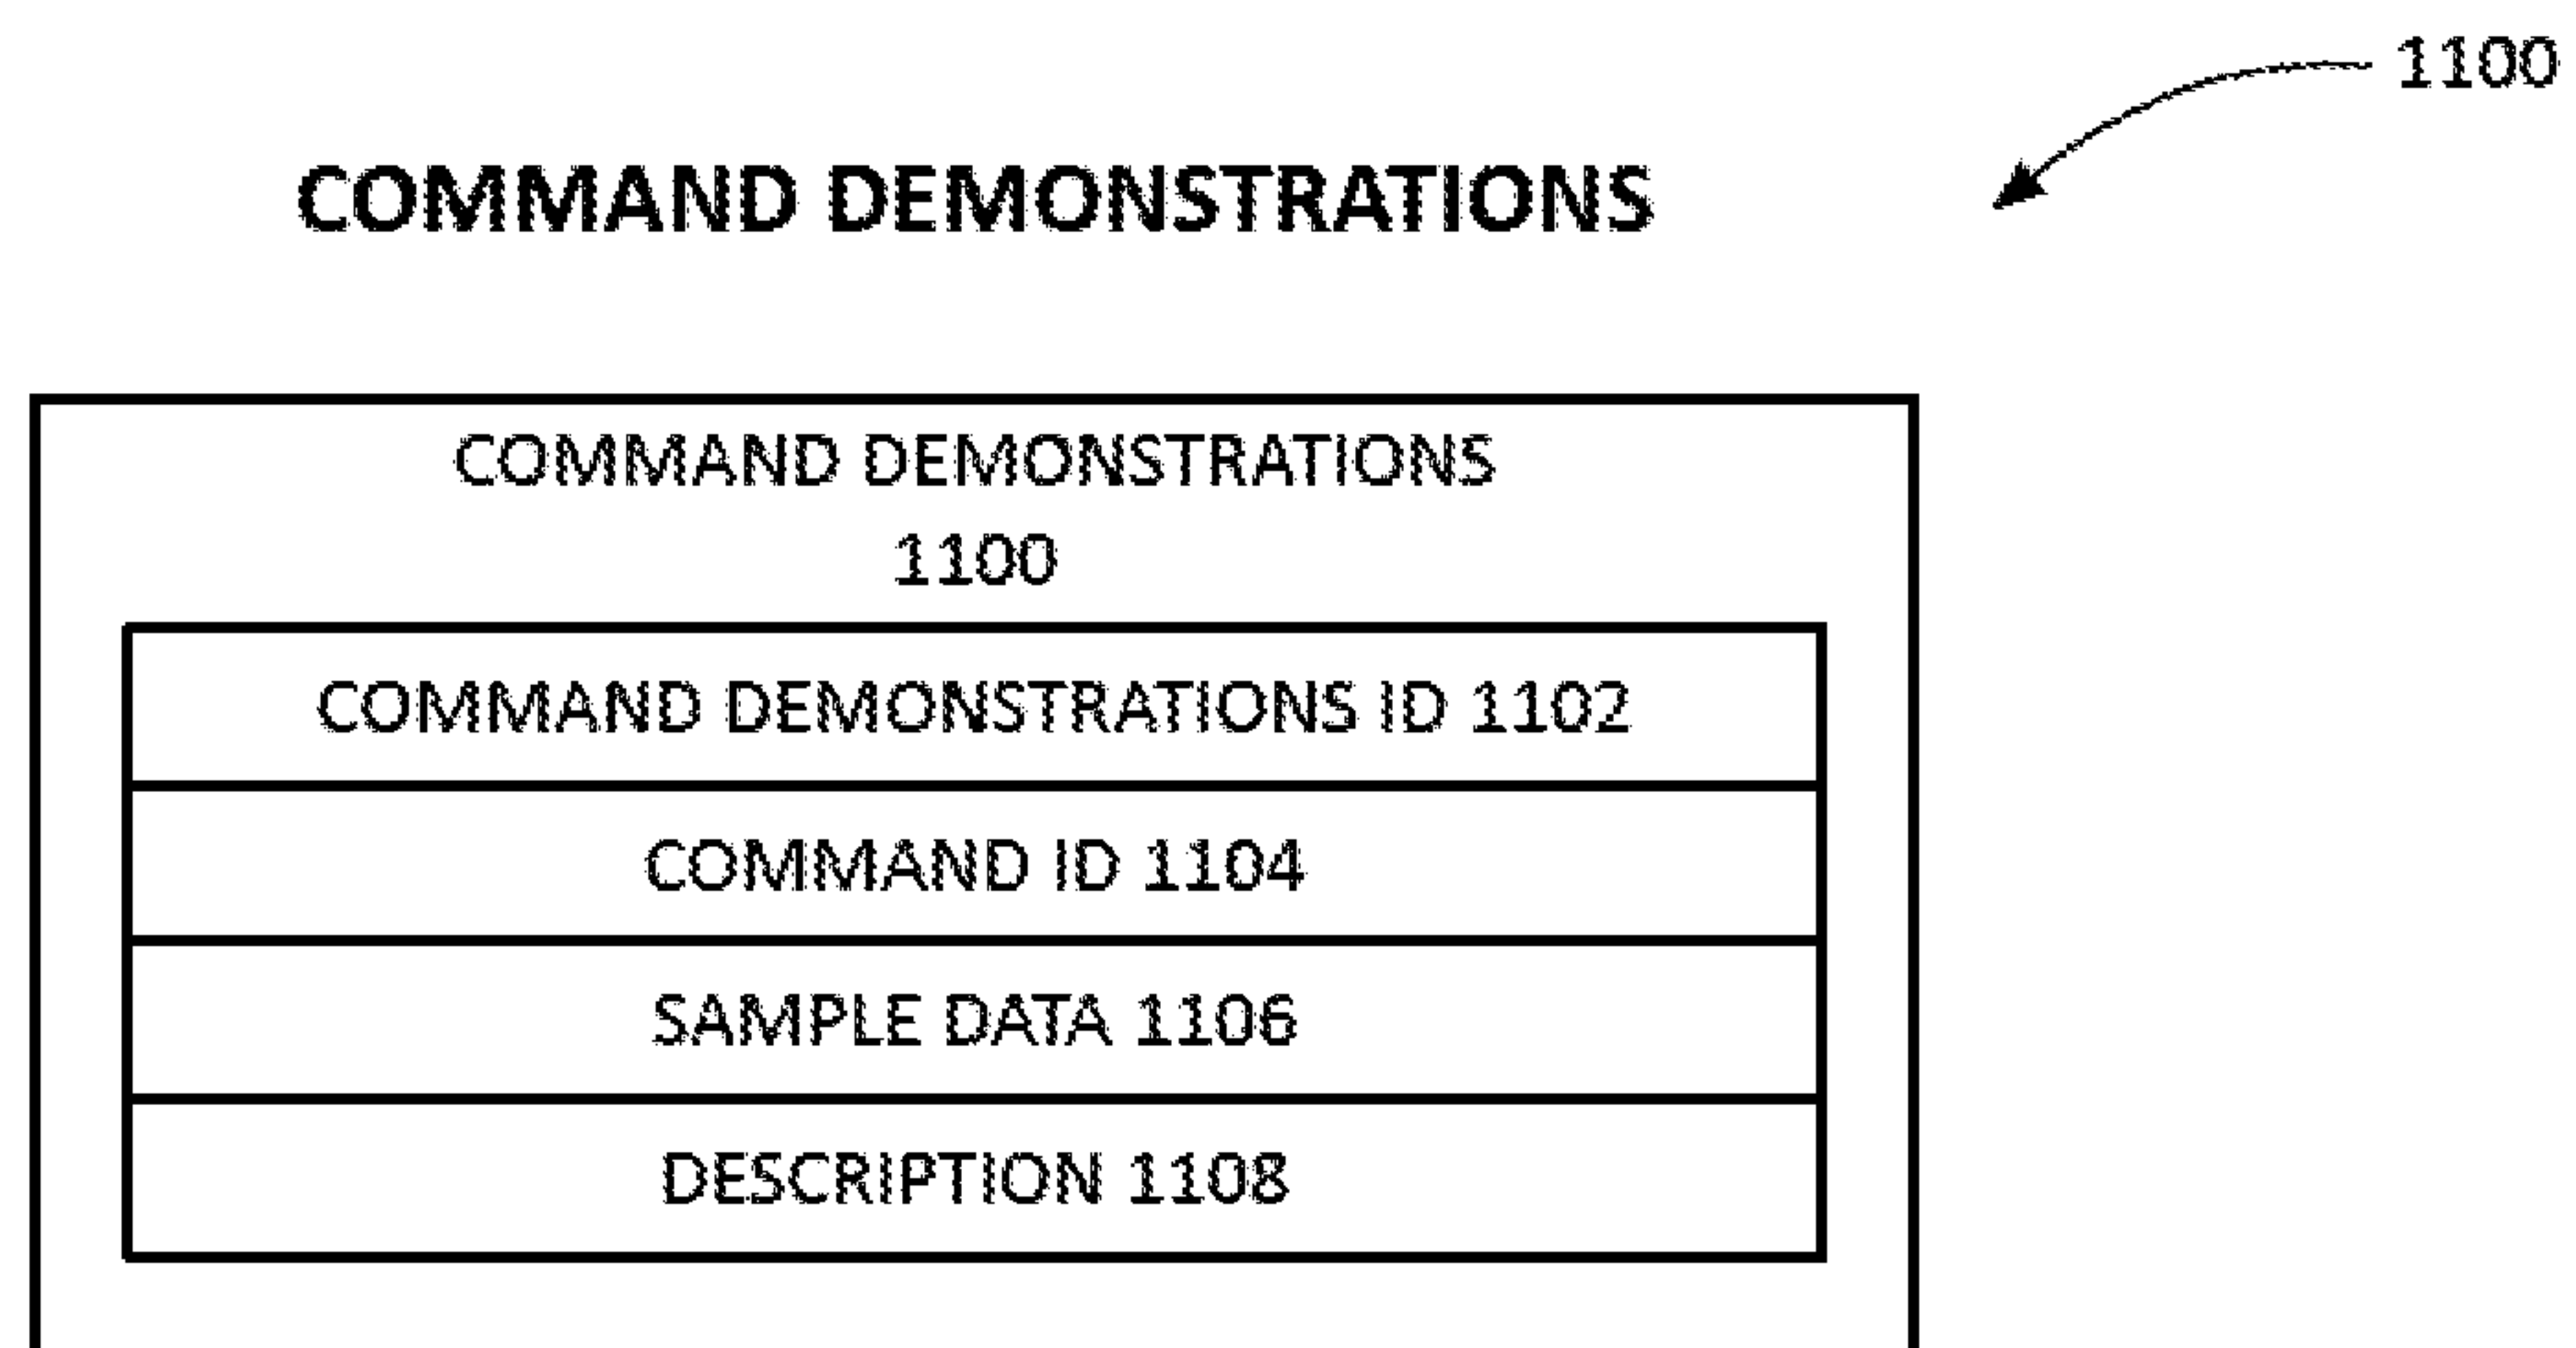 1100
COMMAND DEMONSTRATIONS
COMMAND DEMONSTRATIONS
1100
COMMAND DEMONSTRATIONS ID 1102
COMMAND ID 1104
SAMPLE DATA 1106
DESCRIPTION 1108